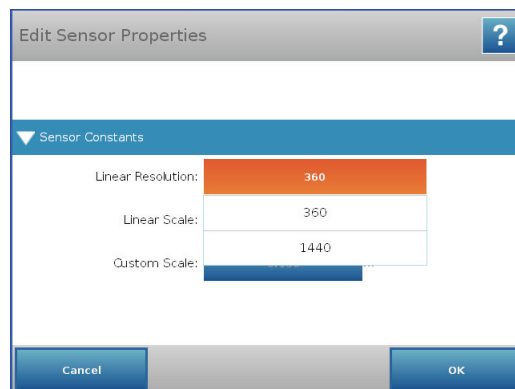 Edit Sensor Properties
?
Sensor Constants
Linear Resolution: 360
Linear Scale: 360
1440
Custom Scale:
Cancel OK